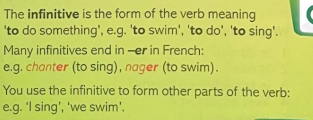 The infinitive is the form of the verb meaning
'to do something', e.g. 'to swim', 'to do', 'to sing'.
Many infinitives end in –er in French:
e.g. chanter (to sing), nager (to swim).
You use the infinitive to form other parts of the verb:
e.g. 'I sing', 'we swim'.